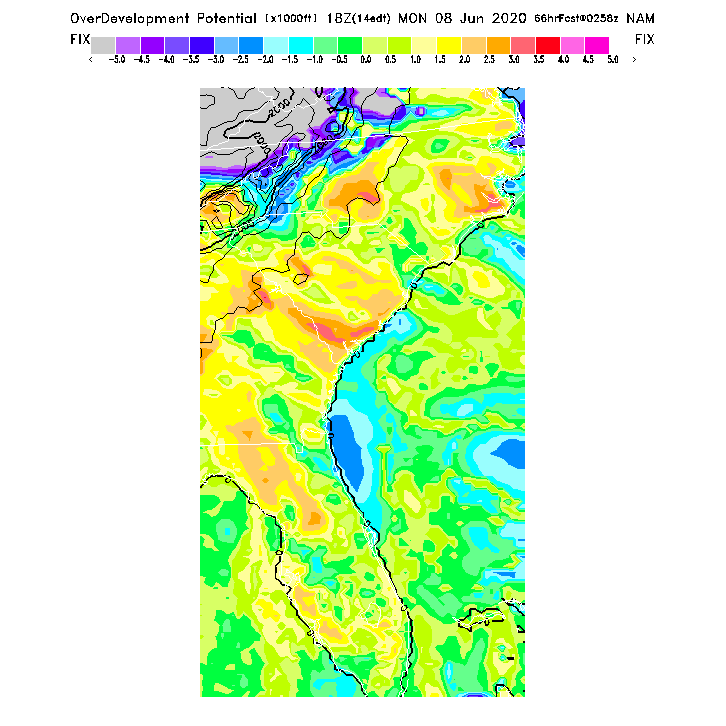 OverDevelopment Potential [x1000ft] 18Z(14edt) MON 08 Jun 2020 66hrFcst@0258z NAM
FIX FIX
< -5.0 -4.5 -4.0 -3.5 -3.0 -2.5 -2.0 -1.5 -1.0 -0.5 0.0 0.5 1.0 1.5 2.0 2.5 3.0 3.5 4.0 4.5 5.0 >
2000